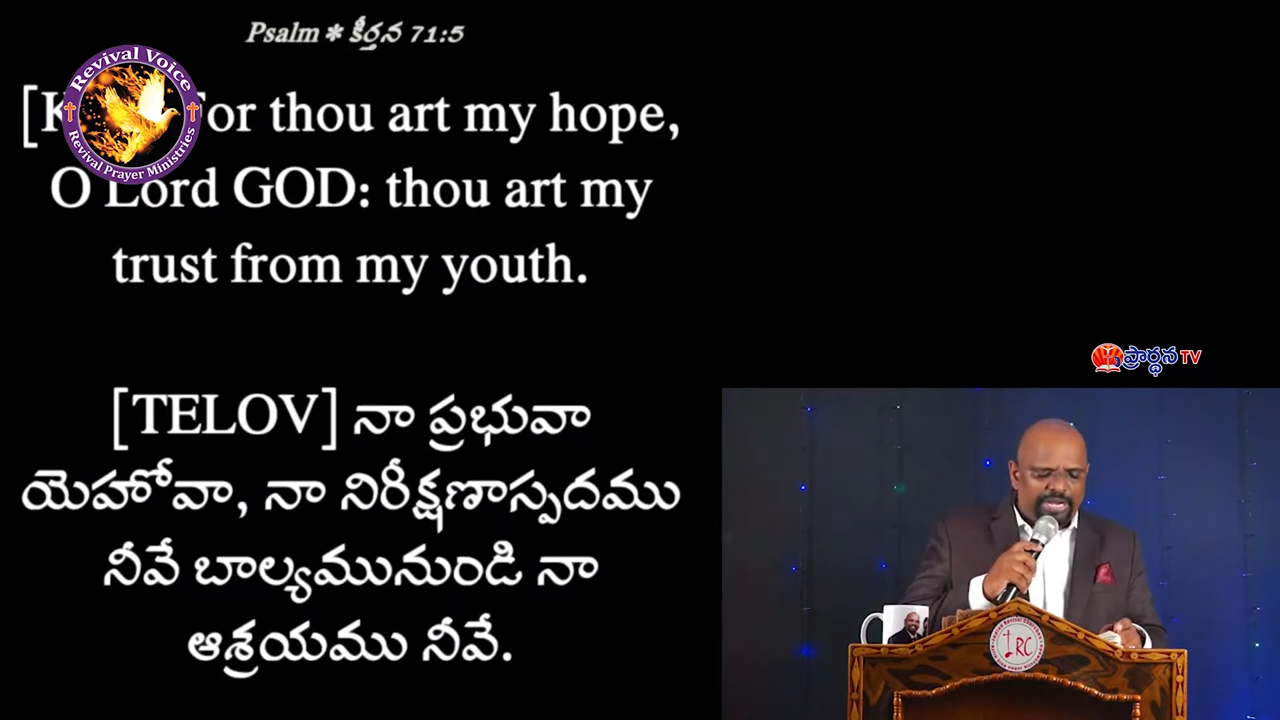 Psalm * కీర్తన 71:5
Revival Voice
Revival Prayer Ministries
For thou art my hope,
O Lord GOD: thou art my
trust from my youth.
[TELOV] నా ప్రభువా
యెహోవా, నా నిరీక్షణాస్పదము
నీవే బాల్యమునుండి నా
ఆశ్రయము నీవే.
ప్రార్థన TV
IRC